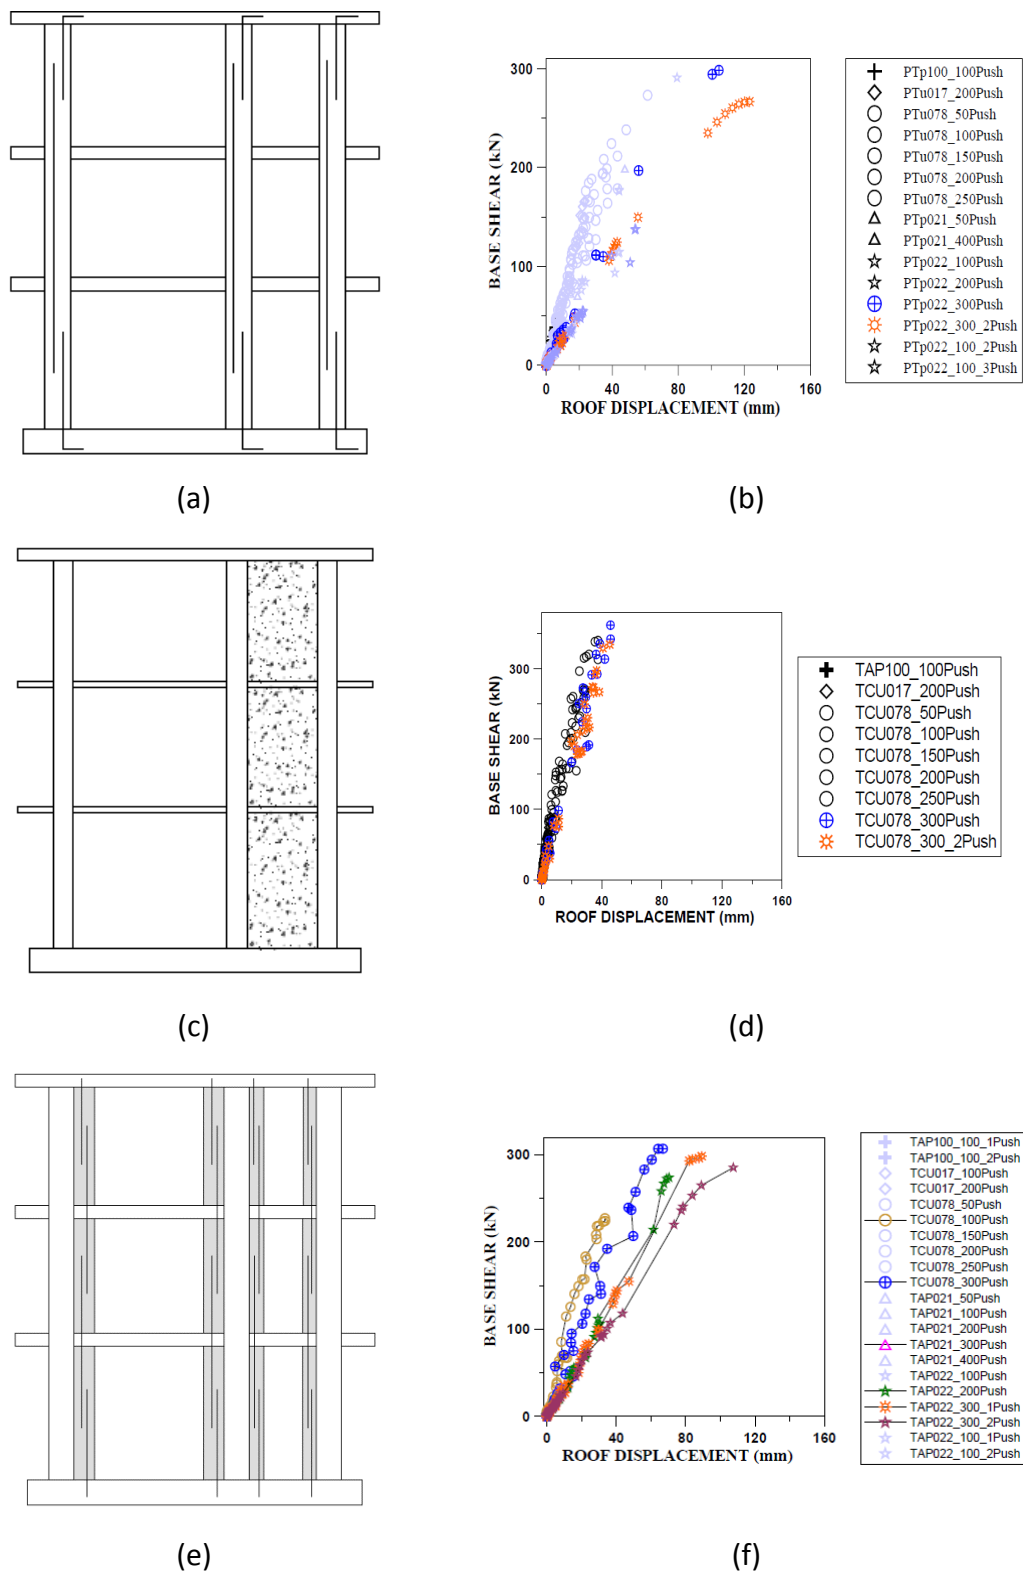 300
200
100
0
BASE SHEAR (kN)
0 40 80 120 160
ROOF DISPLACEMENT (mm)
PTp100_100Push
PTu017_200Push
PTu078_50Push
PTu078_100Push
PTu078_150Push
PTu078_200Push
PTu078_250Push
PTp021_50Push
PTp021_400Push
PTp022_100Push
PTp022_200Push
PTp022_300Push
PTp022_300_2Push
PTp022_100_2Push
PTp022_100_3Push
(a)
(b)
300
200
100
0
BASE SHEAR (kN)
0 40 80 120 160
ROOF DISPLACEMENT (mm)
TAP100_100Push
TCU017_200Push
TCU078_50Push
TCU078_100Push
TCU078_150Push
TCU078_200Push
TCU078_250Push
TCU078_300Push
TCU078_300_2Push
(c)
(d)
300
200
100
0
BASE SHEAR (kN)
0 40 80 120 160
ROOF DISPLACEMENT (mm)
TAP100_100_1Push
TAP100_100_2Push
TCU017_100Push
TCU017_200Push
TCU078_50Push
TCU078_100Push
TCU078_150Push
TCU078_200Push
TCU078_250Push
TCU078_300Push
TAP021_50Push
TAP021_100Push
TAP021_200Push
TAP021_300Push
TAP021_400Push
TAP022_100Push
TAP022_200Push
TAP022_300_1Push
TAP022_300_2Push
TAP022_100_1Push
TAP022_100_2Push
(e)
(f)